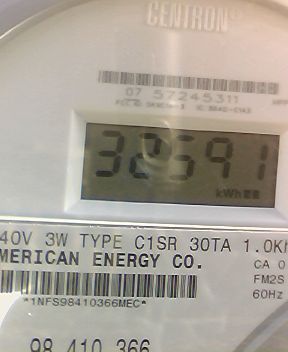 CENTRON®
07 57245311
32591
kWh
40V 3W TYPE C1SR 30TA 1.0Kh
MERICAN ENERGY CO.
CA 0
FM2S
60Hz
*1NFS98410366MEC*
98 410 366